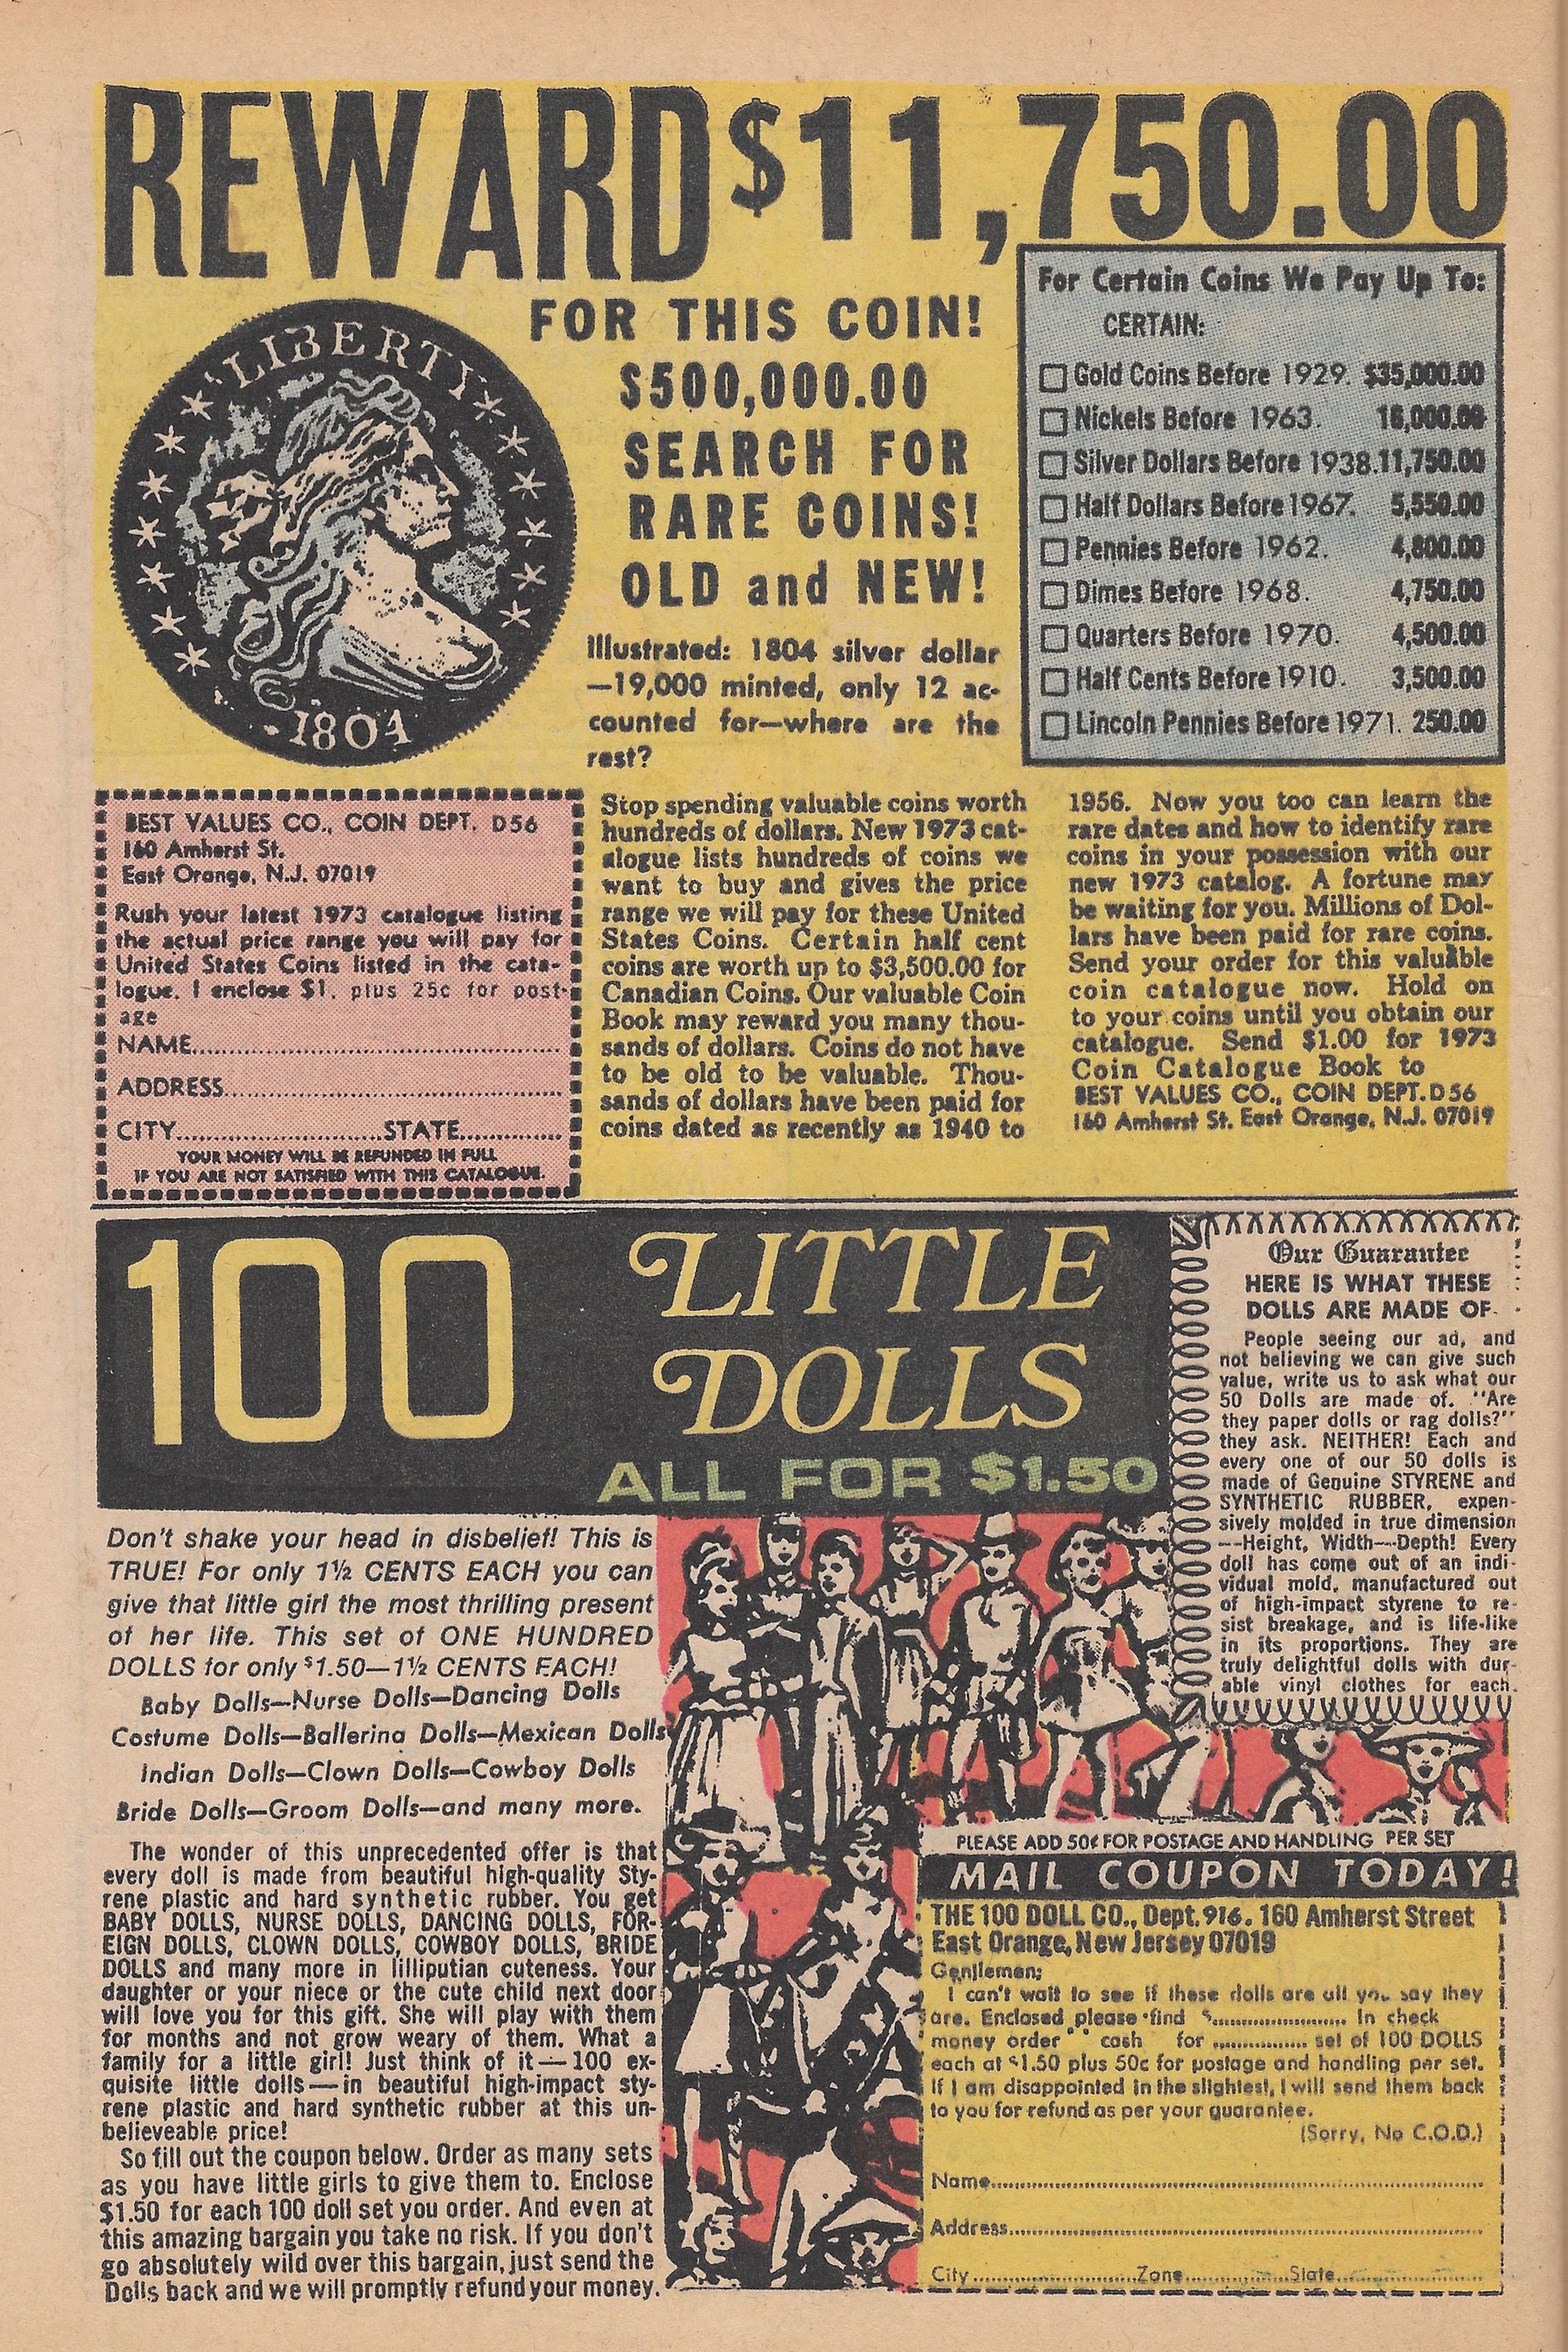 REWARD $11,750.00
FOR THIS COIN!
$500,000.00
SEARCH FOR
RARE COINS!
OLD and NEW!
Illustrated: 1804 silver dollar
—19,000 minted, only 12 ac-
counted for—where are the
rest?
LIBERTY
1804
For Certain Coins We Pay Up To:
CERTAIN:
Gold Coins Before 1929. $35,000.00
Nickels Before 1963. 16,000.00
Silver Dollars Before 1938. 11,750.00
Half Dollars Before 1967. 5,550.00
Pennies Before 1962. 4,800.00
Dimes Before 1968. 4,750.00
Quarters Before 1970. 4,500.00
Half Cents Before 1910. 3,500.00
Lincoln Pennies Before 1971. 250.00
BEST VALUES CO., COIN DEPT. D56
160 Amherst St.
East Orange, N.J. 07019
Rush your latest 1973 catalogue listing
the actual price range you will pay for
United States Coins listed in the cata-
logue. I enclose $1. plus 25c for post-
age
NAME
ADDRESS
CITY STATE
YOUR MONEY WILL BE REFUNDED IN FULL
IF YOU ARE NOT SATISFIED WITH THIS CATALOGUE.
Stop spending valuable coins worth
hundreds of dollars. New 1973 cat-
alogue lists hundreds of coins we
want to buy and gives the price
range we will pay for these United
States Coins. Certain half cent
coins are worth up to $3,500.00 for
Canadian Coins. Our valuable Coin
Book may reward you many thou-
sands of dollars. Coins do not have
to be old to be valuable. Thou-
sands of dollars have been paid for
coins dated as recently as 1940 to
1956. Now you too can learn the
rare dates and how to identify rare
coins in your possession with our
new 1973 catalog. A fortune may
be waiting for you. Millions of Dol-
lars have been paid for rare coins.
Send your order for this valuable
coin catalogue now. Hold on
to your coins until you obtain our
catalogue. Send $1.00 for 1973
Coin Catalogue Book to
BEST VALUES CO., COIN DEPT. D56
160 Amherst St. East Orange, N.J. 07019
100 LITTLE
DOLLS
ALL FOR $1.50
Our Guarantee
HERE IS WHAT THESE
DOLLS ARE MADE OF
People seeing our ad, and
not believing we can give such
value, write us to ask what our
50 Dolls are made of. "Are
they paper dolls or rag dolls?"
they ask. NEITHER! Each and
every one of our 50 dolls is
made of Genuine STYRENE and
SYNTHETIC RUBBER, expen-
sively molded in true dimension
--Height, Width--Depth! Every
doll has come out of an indi-
vidual mold, manufactured out
of high-impact styrene to re-
sist breakage, and is life-like
in its proportions. They are
truly delightful dolls with dur-
able vinyl clothes for each.
Don't shake your head in disbelief! This is
TRUE! For only 1½ CENTS EACH you can
give that little girl the most thrilling present
of her life. This set of ONE HUNDRED
DOLLS for only $1.50—1½ CENTS EACH!
Baby Dolls—Nurse Dolls—Dancing Dolls
Costume Dolls—Ballerina Dolls—Mexican Dolls
Indian Dolls—Clown Dolls—Cowboy Dolls
Bride Dolls—Groom Dolls—and many more.
The wonder of this unprecedented offer is that
every doll is made from beautiful high-quality Sty-
rene plastic and hard synthetic rubber. You get
BABY DOLLS, NURSE DOLLS, DANCING DOLLS, FOR-
EIGN DOLLS, CLOWN DOLLS, COWBOY DOLLS, BRIDE
DOLLS and many more in lilliputian cuteness. Your
daughter or your niece or the cute child next door
will love you for this gift. She will play with them
for months and not grow weary of them. What a
family for a little girl! Just think of it—100 ex-
quisite little dolls—in beautiful high-impact sty-
rene plastic and hard synthetic rubber at this un-
believeable price!
So fill out the coupon below. Order as many sets
as you have little girls to give them to. Enclose
$1.50 for each 100 doll set you order. And even at
this amazing bargain you take no risk. If you don't
go absolutely wild over this bargain, just send the
Dolls back and we will promptly refund your money.
PLEASE ADD 50¢ FOR POSTAGE AND HANDLING PER SET
MAIL COUPON TODAY!
THE 100 DOLL CO., Dept. 916. 160 Amherst Street
East Orange, New Jersey 07019
Gentlemen;
I can't wait to see if these dolls are all you say they
are. Enclosed please find $ In check
money order cash for set of 100 DOLLS
each at $1.50 plus 50c for postage and handling per set.
If I am disappointed in the slightest, I will send them back
to you for refund as per your guarantee.
(Sorry, No C.O.D.)
Name
Address
City Zone State